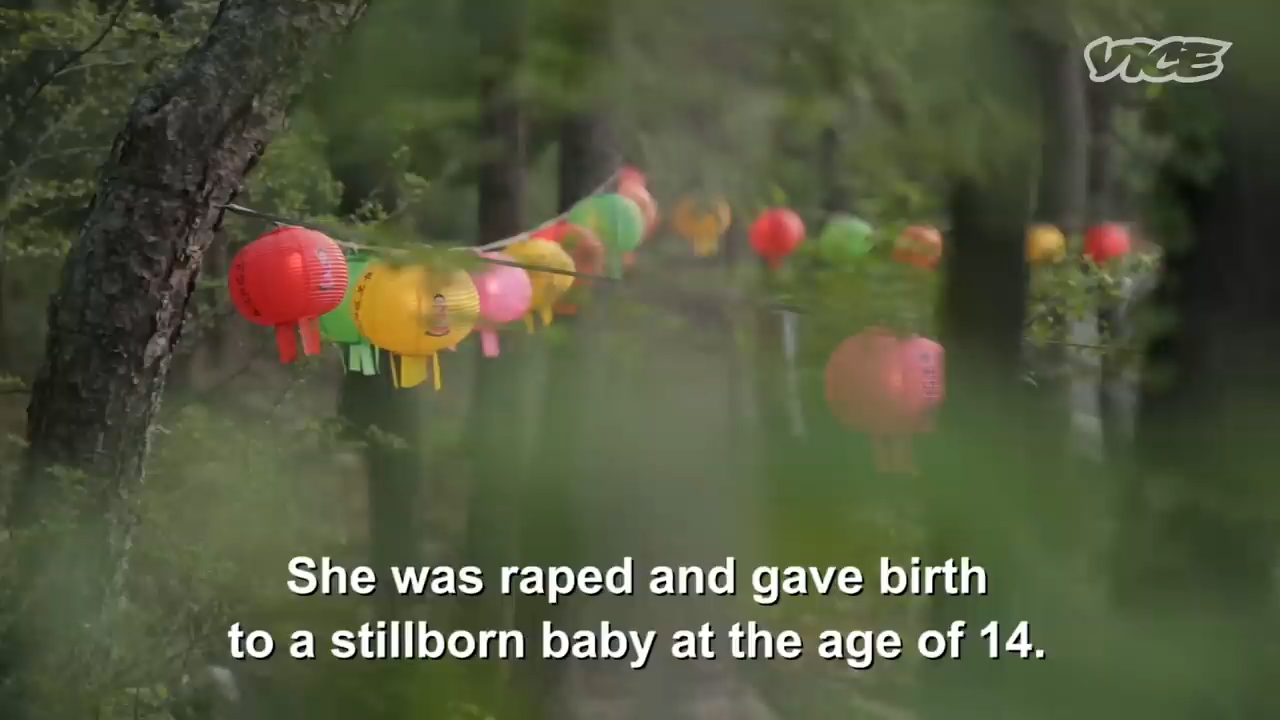 VICE
She was raped and gave birth
to a stillborn baby at the age of 14.